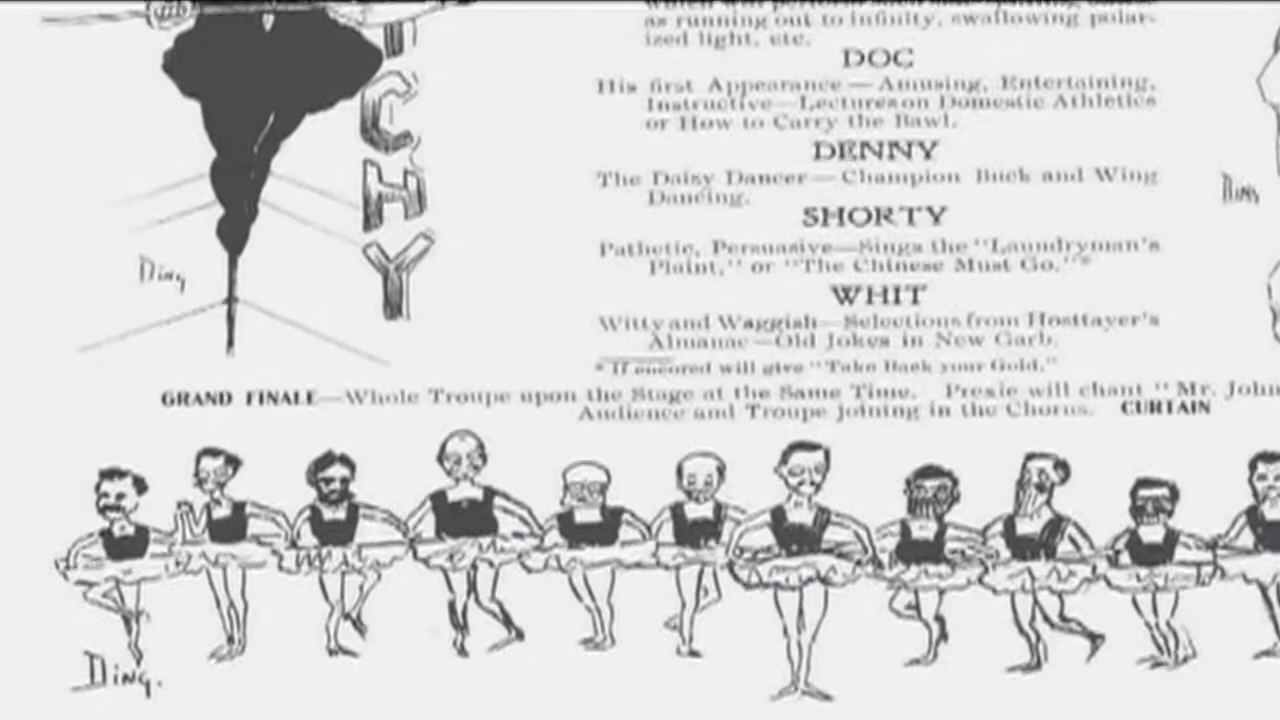 C
H
Y
Ding
as running out to infinity, swallowing polar-
ized light, etc.
DOC
His first Appearance—Amusing, Entertaining,
Instructive—Lectures on Domestic Athletics
or How to Carry the Bawl.
DENNY
The Daisy Dancer—Champion Buck and Wing
Dancing.
SHORTY
Pathetic, Persuasive—Sings the "Laundryman's
Plaint," or "The Chinese Must Go."*
WHIT
Witty and Waggish—Selections from Hosttayer's
Almanac—Old Jokes in New Garb.
* If encored will give "Take Back your Gold."
GRAND FINALE—Whole Troupe upon the Stage at the Same Time. Prexie will chant "Mr. John
Audience and Troupe joining in the Chorus. CURTAIN
Ding
Ding.